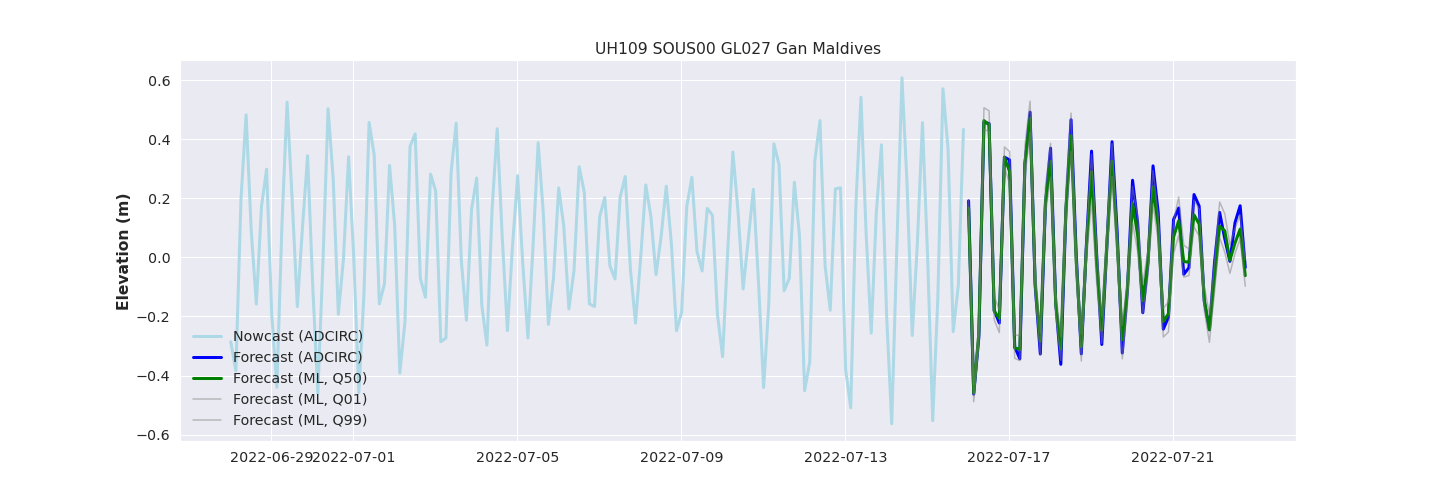 UH109 SOUS00 GL027 Gan Maldives
Elevation (m)
0.6
0.4
0.2
0.0
−0.2
−0.4
−0.6
Nowcast (ADCIRC)
Forecast (ADCIRC)
Forecast (ML, Q50)
Forecast (ML, Q01)
Forecast (ML, Q99)
2022-06-29 2022-07-01 2022-07-05 2022-07-09 2022-07-13 2022-07-17 2022-07-21